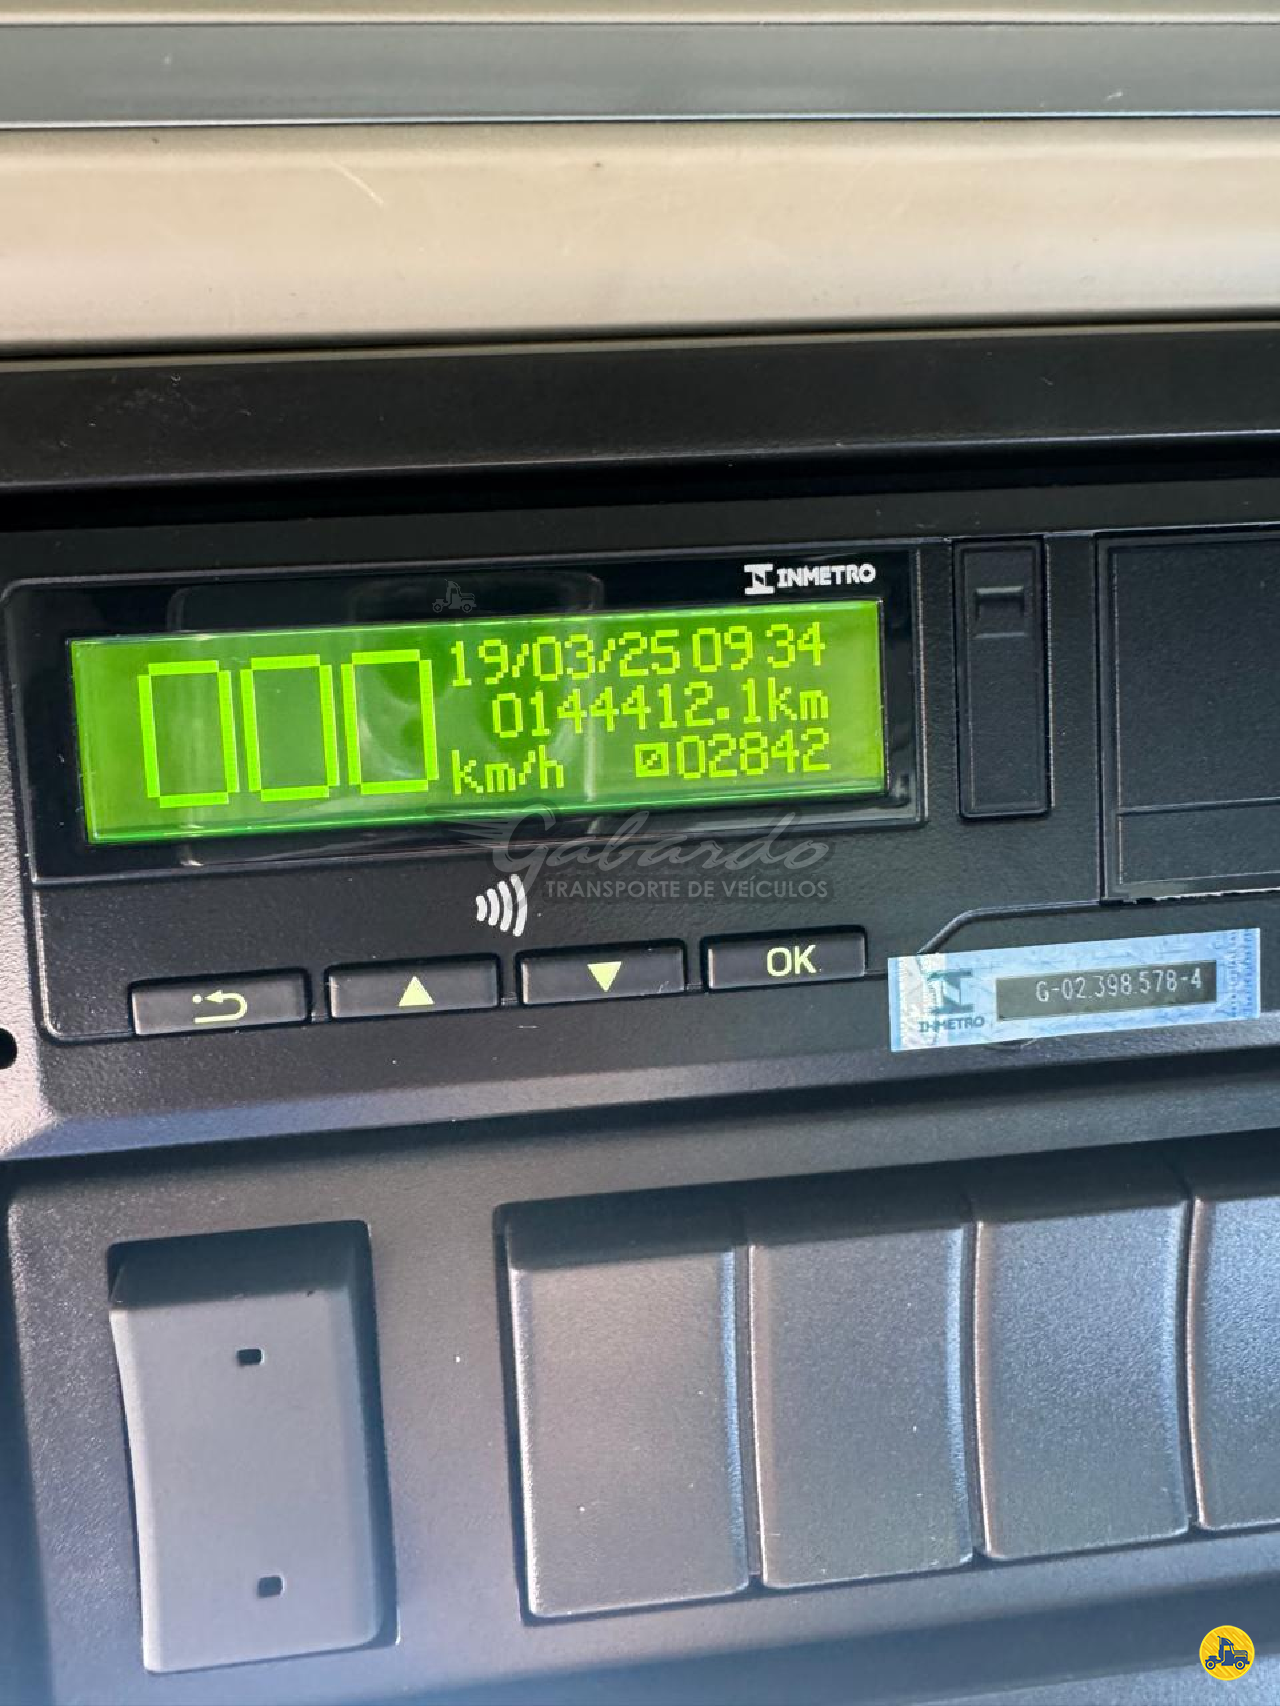 INMETRO
000
19/03/25 09 34
0144412.1km
km/h 02842
Gabardo
TRANSPORTE DE VEÍCULOS
OK
INMETRO
G-02.398.578-4